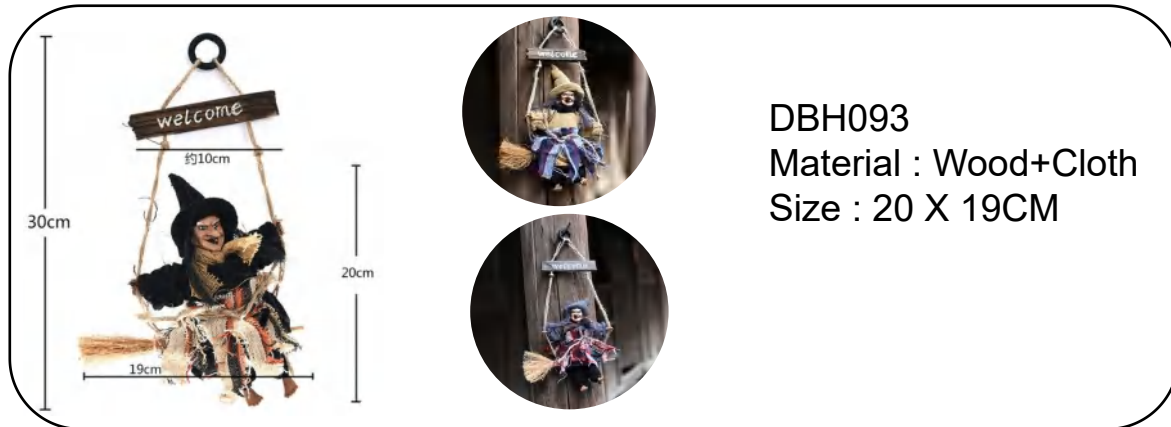 welcome
约10cm
30cm
20cm
19cm
welcome
welcome
DBH093
Material : Wood+Cloth
Size : 20 X 19CM